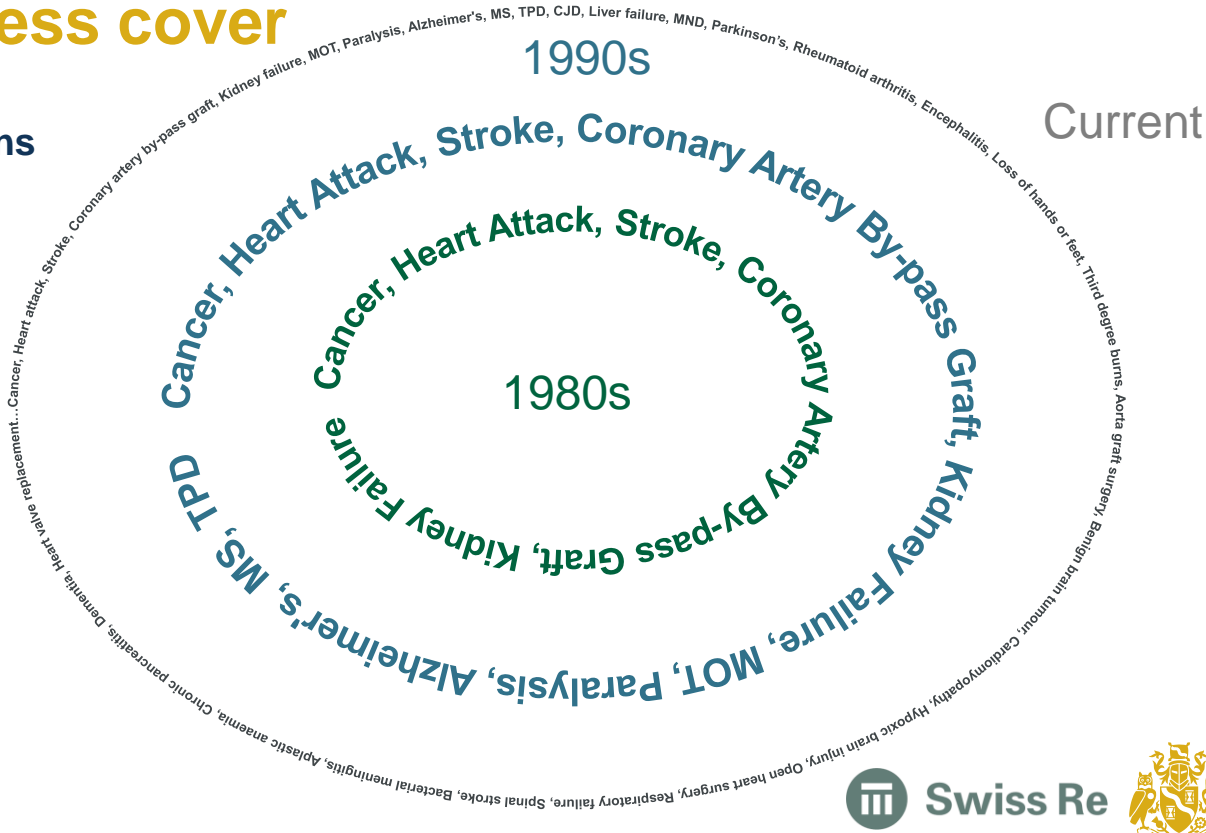 ess cover
ns
1990s
Current
Cancer, Heart attack, Stroke, Coronary artery by-pass graft, Kidney failure, MOT, Paralysis, Alzheimer's, MS, TPD, CJD, Liver failure, MND, Parkinson's, Rheumatoid arthritis, Encephalitis, Loss of hands or feet, Third degree burns, Aorta graft surgery, Benign brain tumour, Cardiomyopathy, Hypoxic brain injury, Open heart surgery, Respiratory failure, Spinal stroke, Bacterial meningitis, Aplastic anaemia, Chronic pancreatitis, Dementia, Heart valve replacement...
Cancer, Heart Attack, Stroke, Coronary Artery By-pass Graft, Kidney Failure, MOT, Paralysis, Alzheimer's, MS, TPD
Cancer, Heart Attack, Stroke, Coronary Artery By-pass Graft, Kidney Failure
1980s
Swiss Re